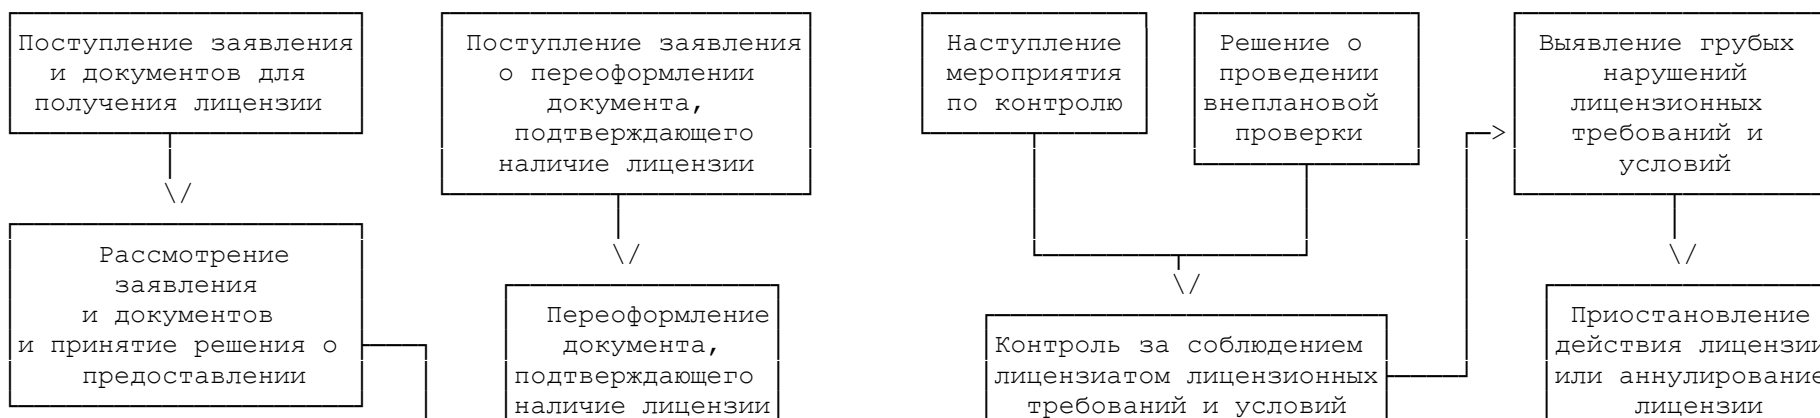 Поступление заявления
и документов для
получения лицензии
Поступление заявления
о переоформлении
документа,
подтверждающего
наличие лицензии
Наступление
мероприятия
по контролю
Решение о
проведении
внеплановой
проверки
Выявление грубых
нарушений
лицензионных
требований и
условий
Рассмотрение
заявления
и документов
и принятие решения о
предоставлении
Переоформление
документа,
подтверждающего
наличие лицензии
Контроль за соблюдением
лицензиатом лицензионных
требований и условий
Приостановление
действия лицензии
или аннулирование
лицензии